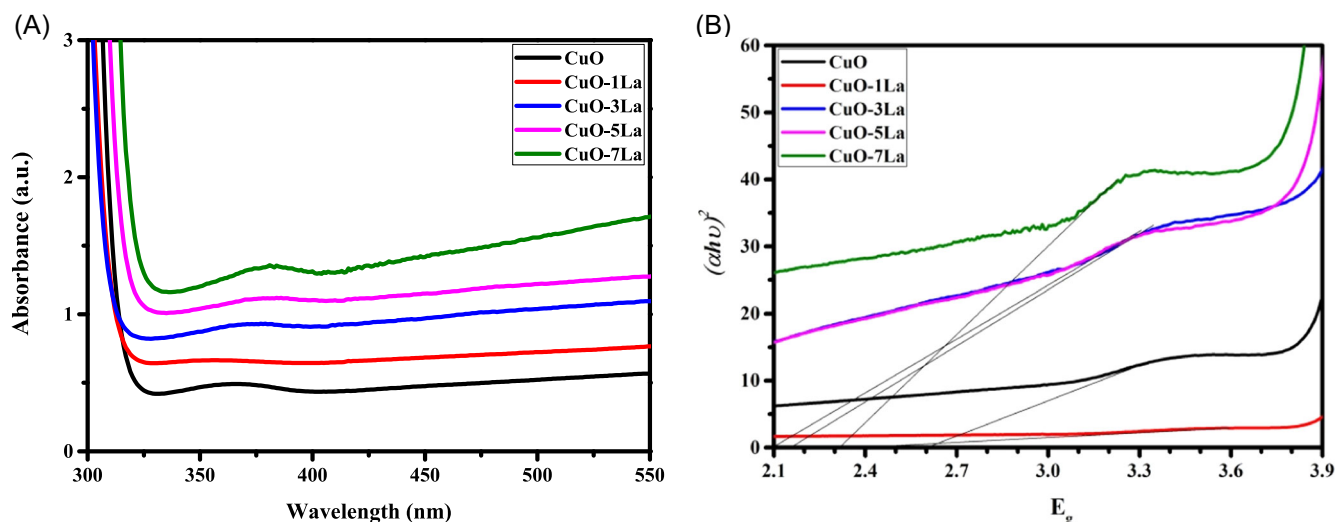 (A)
3
2
1
0
Absorbance (a.u.)
300 350 400 450 500 550
Wavelength (nm)
CuO
CuO-1La
CuO-3La
CuO-5La
CuO-7La
(B)
60
50
40
30
20
10
0
(αhυ)²
2.1 2.4 2.7 3.0 3.3 3.6 3.9
E_g
CuO
CuO-1La
CuO-3La
CuO-5La
CuO-7La